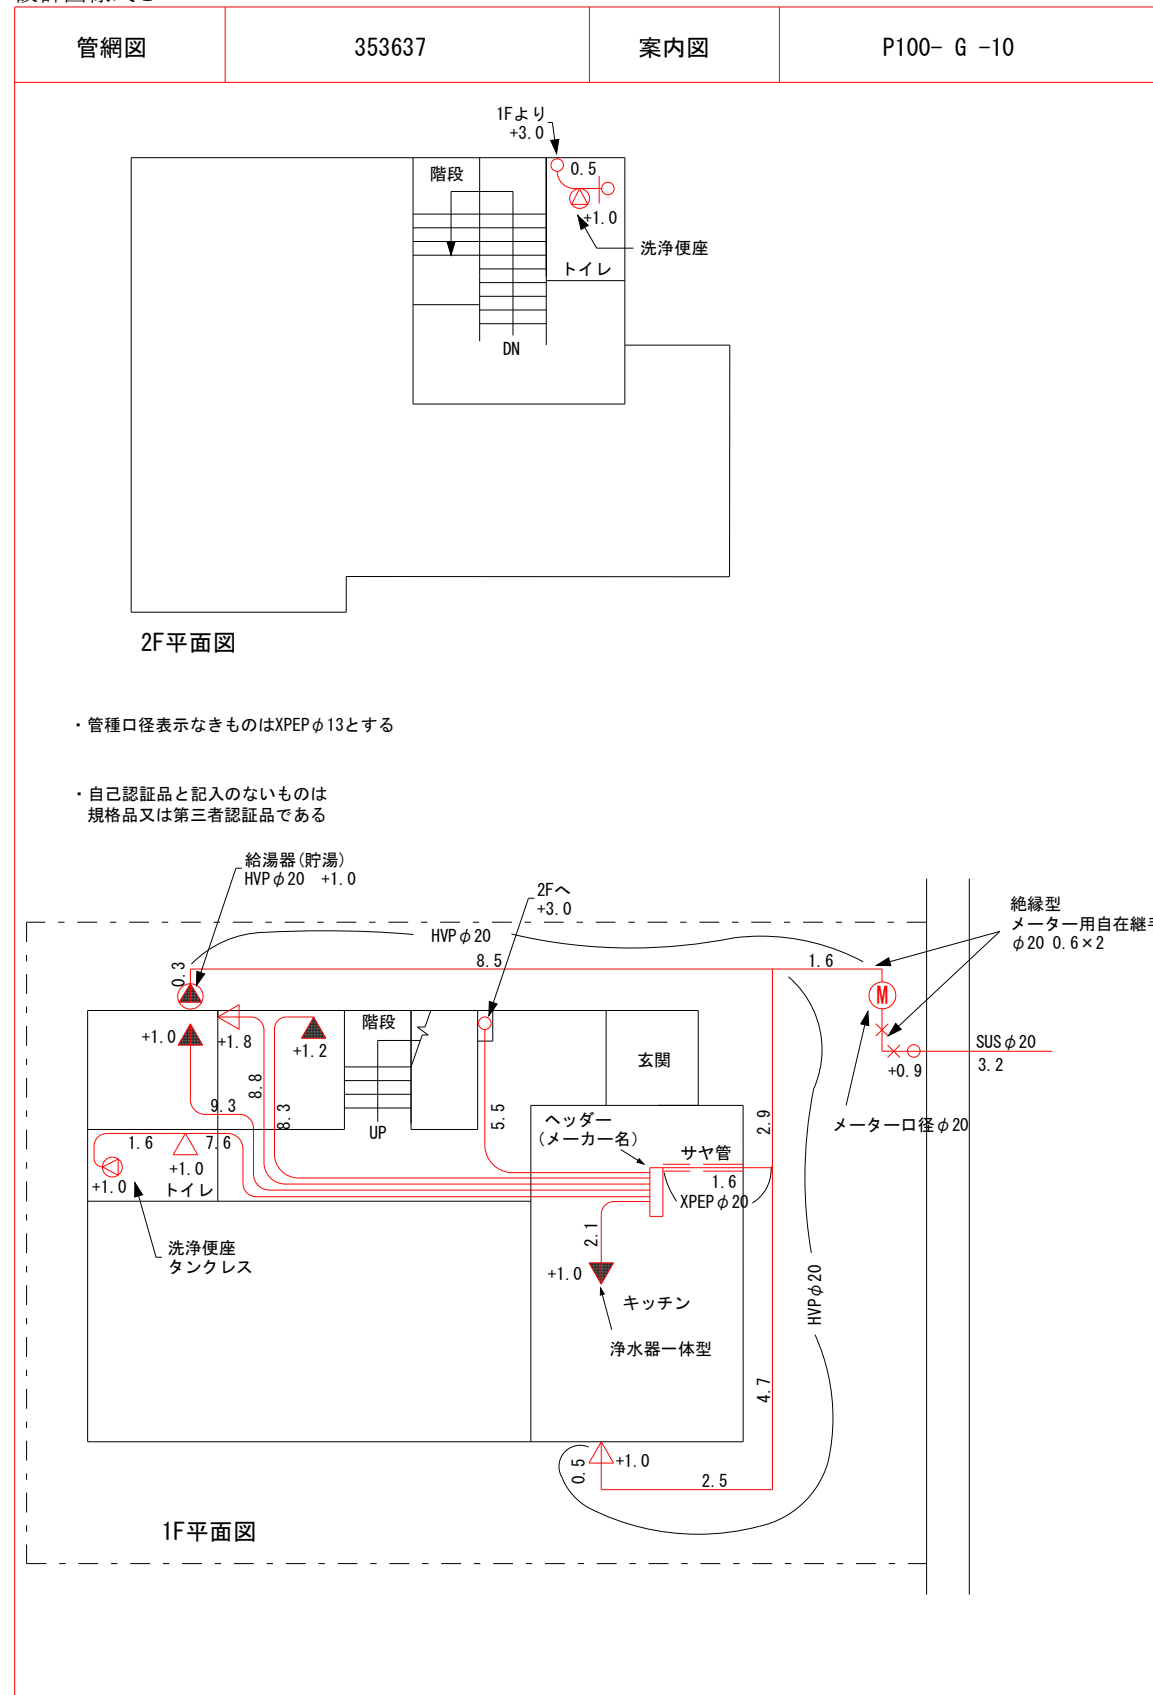 管網図
353637
案内図
P100- G -10
1Fより
+3.0
階段
0.5
+1.0
洗浄便座
トイレ
DN
2F平面図
・管種口径表示なきものはXPEPφ13とする
・自己認証品と記入のないものは
規格品又は第三者認証品である
給湯器(貯湯)
HVPφ20 +1.0
2Fへ
+3.0
絶縁型
メーター用自在継手
φ20 0.6×2
HVPφ20
8.5
1.6
0.3
M
+1.0
+1.8
+1.2
階段
玄関
SUSφ20
3.2
+0.9
8.8
9.3
8.3
5.5
ヘッダー
(メーカー名)
2.9
メーター口径φ20
UP
1.6
7.6
サヤ管
+1.0
+1.0
トイレ
1.6
XPEPφ20
2.1
洗浄便座
タンクレス
+1.0
キッチン
HVPφ20
浄水器一体型
4.7
0.5
+1.0
2.5
1F平面図